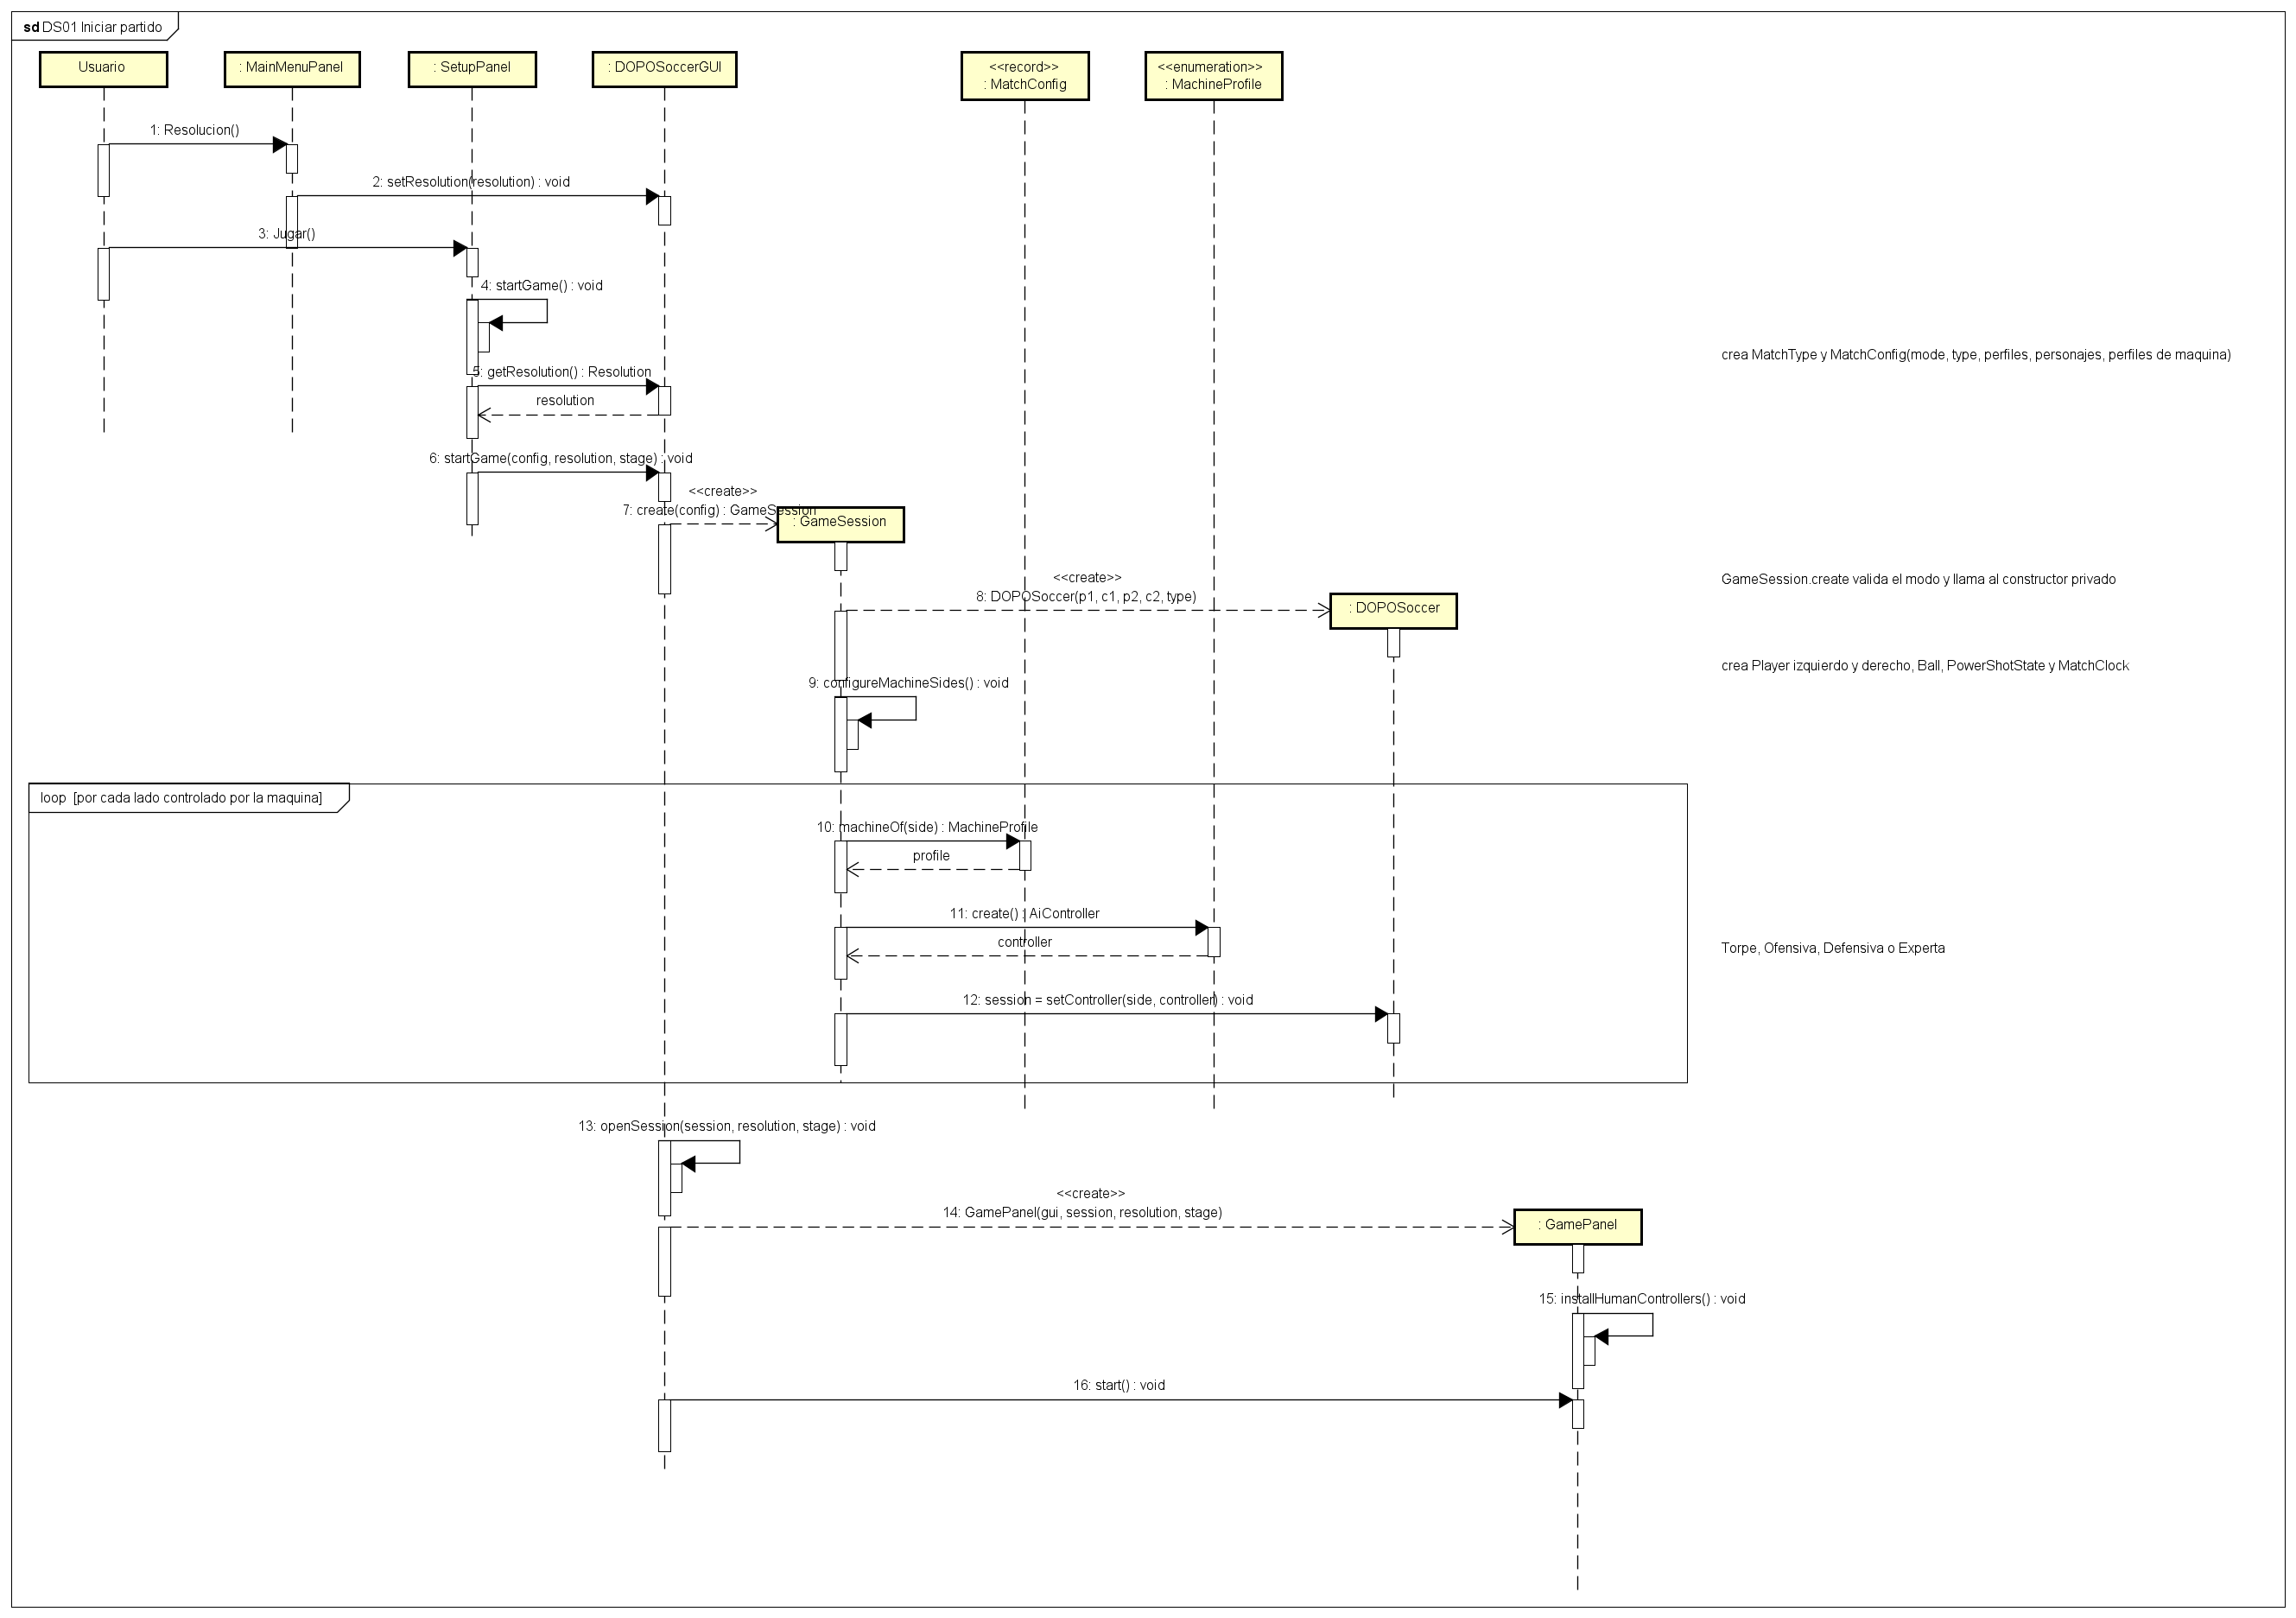 sd DS01 Iniciar partido
Usuario
: MainMenuPanel
: SetupPanel
: DOPOSoccerGUI
<<record>>
: MatchConfig
<<enumeration>>
: MachineProfile
1: Resolucion()
2: setResolution(resolution) : void
3: Jugar()
4: startGame() : void
crea MatchType y MatchConfig(mode, type, perfiles, personajes, perfiles de maquina)
5: getResolution() : Resolution
resolution
6: startGame(config, resolution, stage) : void
<<create>>
7: create(config) : GameSession
: GameSession
<<create>>
8: DOPOSoccer(p1, c1, p2, c2, type)
GameSession.create valida el modo y llama al constructor privado
: DOPOSoccer
crea Player izquierdo y derecho, Ball, PowerShotState y MatchClock
9: configureMachineSides() : void
loop [por cada lado controlado por la maquina]
10: machineOf(side) : MachineProfile
profile
11: create() : AiController
controller
Torpe, Ofensiva, Defensiva o Experta
12: session = setController(side, controller) : void
13: openSession(session, resolution, stage) : void
<<create>>
14: GamePanel(gui, session, resolution, stage)
: GamePanel
15: installHumanControllers() : void
16: start() : void